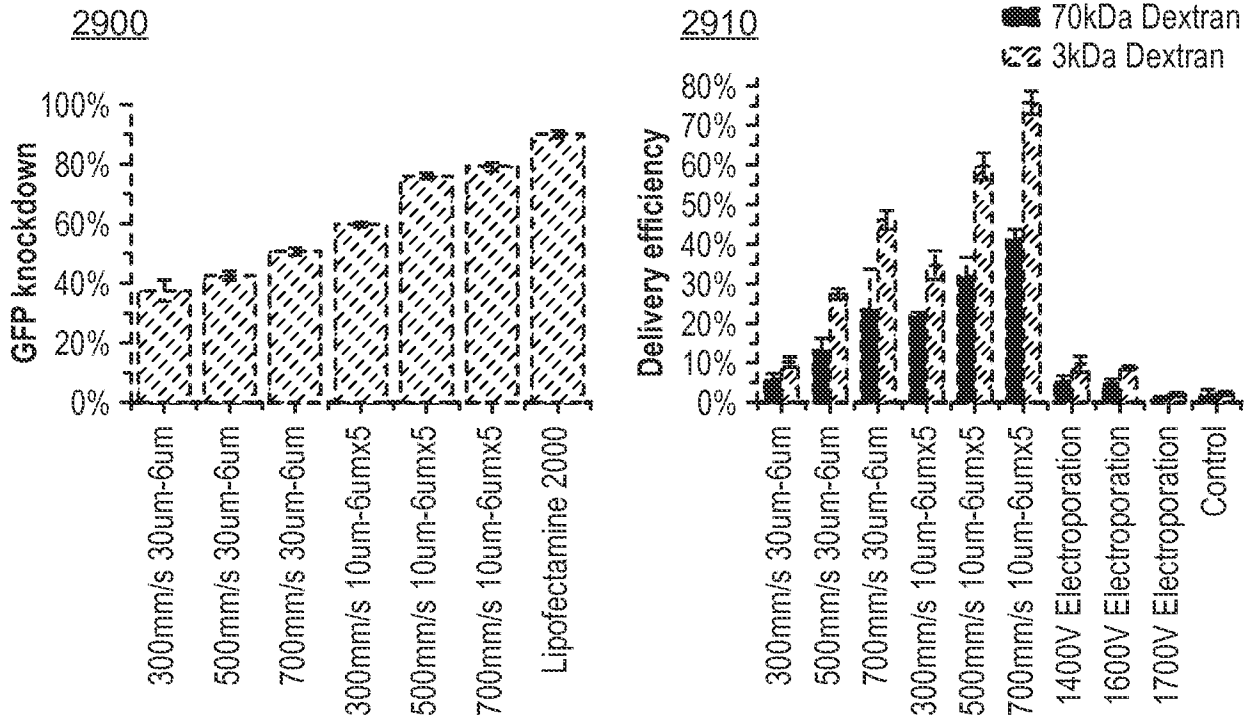 2900
GFP knockdown
100%
80%
60%
40%
20%
0%
300mm/s 30um-6um
500mm/s 30um-6um
700mm/s 30um-6um
300mm/s 10um-6umx5
500mm/s 10um-6umx5
700mm/s 10um-6umx5
Lipofectamine 2000
2910
70kDa Dextran
3kDa Dextran
Delivery efficiency
80%
70%
60%
50%
40%
30%
20%
10%
0%
300mm/s 30um-6um
500mm/s 30um-6um
700mm/s 30um-6um
300mm/s 10um-6umx5
500mm/s 10um-6umx5
700mm/s 10um-6umx5
1400V Electroporation
1600V Electroporation
1700V Electroporation
Control